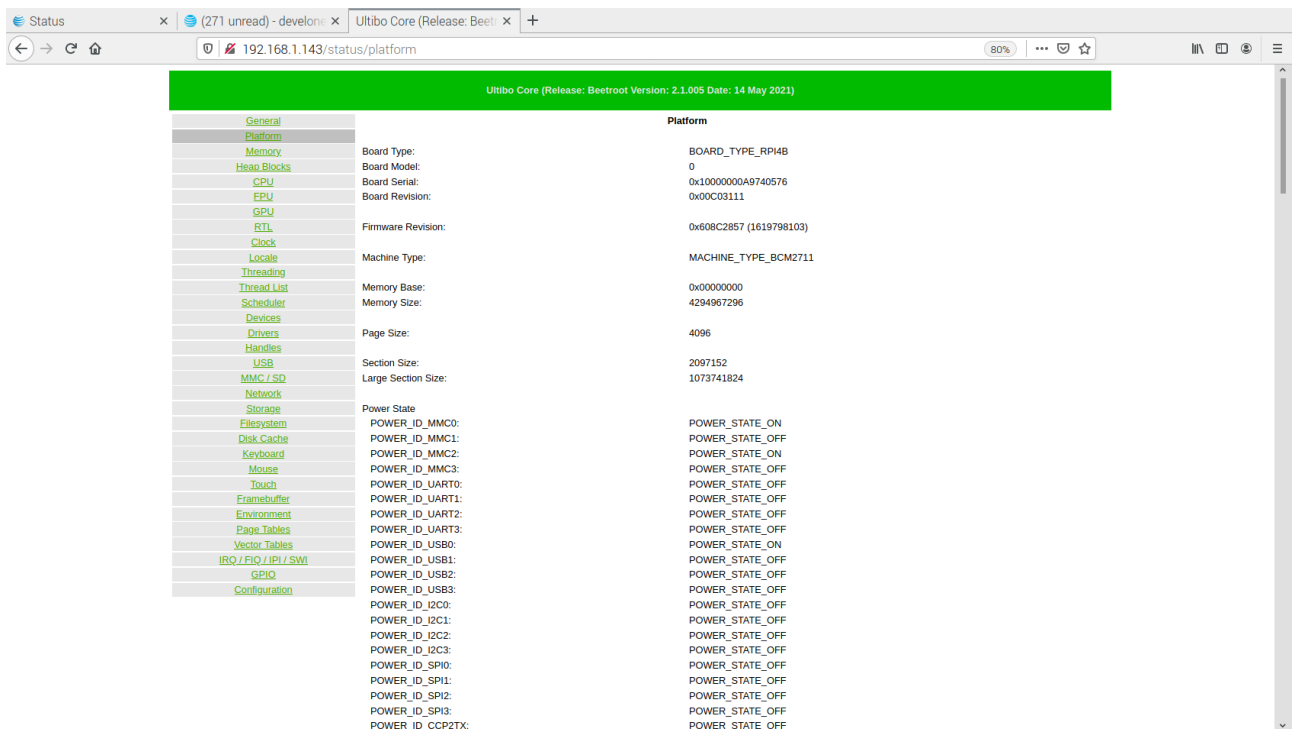 Status
(271 unread) - develone
Ultibo Core (Release: Beetr
192.168.1.143/status/platform
80%
Ultibo Core (Release: Beetroot Version: 2.1.005 Date: 14 May 2021)
General
Platform
Memory
Heap Blocks
CPU
FPU
GPU
RTL
Clock
Locale
Threading
Thread List
Scheduler
Devices
Drivers
Handles
USB
MMC / SD
Network
Storage
Filesystem
Disk Cache
Keyboard
Mouse
Touch
Framebuffer
Environment
Page Tables
Vector Tables
IRQ / FIQ / IPI / SWI
GPIO
Configuration
Platform
Board Type: BOARD_TYPE_RPI4B
Board Model: 0
Board Serial: 0x10000000A9740576
Board Revision: 0x00C03111
Firmware Revision: 0x608C2857 (1619798103)
Machine Type: MACHINE_TYPE_BCM2711
Memory Base: 0x00000000
Memory Size: 4294967296
Page Size: 4096
Section Size: 2097152
Large Section Size: 1073741824
Power State
POWER_ID_MMC0: POWER_STATE_ON
POWER_ID_MMC1: POWER_STATE_OFF
POWER_ID_MMC2: POWER_STATE_ON
POWER_ID_MMC3: POWER_STATE_OFF
POWER_ID_UART0: POWER_STATE_OFF
POWER_ID_UART1: POWER_STATE_OFF
POWER_ID_UART2: POWER_STATE_OFF
POWER_ID_UART3: POWER_STATE_OFF
POWER_ID_USB0: POWER_STATE_ON
POWER_ID_USB1: POWER_STATE_OFF
POWER_ID_USB2: POWER_STATE_OFF
POWER_ID_USB3: POWER_STATE_OFF
POWER_ID_I2C0: POWER_STATE_OFF
POWER_ID_I2C1: POWER_STATE_OFF
POWER_ID_I2C2: POWER_STATE_OFF
POWER_ID_I2C3: POWER_STATE_OFF
POWER_ID_SPI0: POWER_STATE_OFF
POWER_ID_SPI1: POWER_STATE_OFF
POWER_ID_SPI2: POWER_STATE_OFF
POWER_ID_SPI3: POWER_STATE_OFF
POWER_ID_CCP2TX: POWER_STATE_OFF